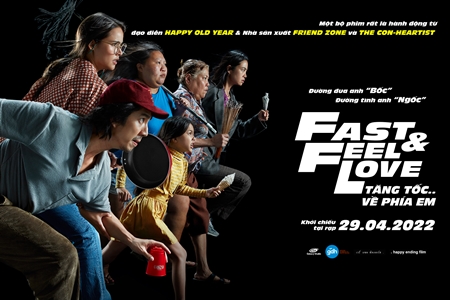 Một bộ phim rất là hành động từ
đạo diễn HAPPY OLD YEAR & Nhà sản xuất FRIEND ZONE và THE CON-HEARTIST
Đường đua anh “Bốc”
Đường tình anh “Ngốc”
FAST &
FEEL
LOVE
TĂNG TỐC..
VỀ PHÍA EM
Khởi chiếu
tại rạp 29.04.2022
gdh
happy ending film